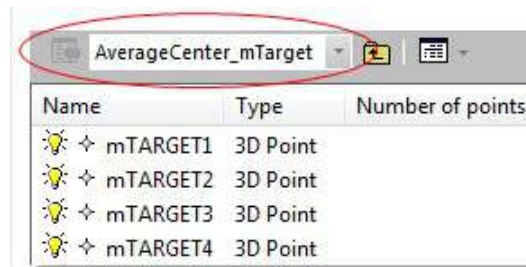 AverageCenter_mTarget
Name Type Number of points
mTARGET1 3D Point
mTARGET2 3D Point
mTARGET3 3D Point
mTARGET4 3D Point